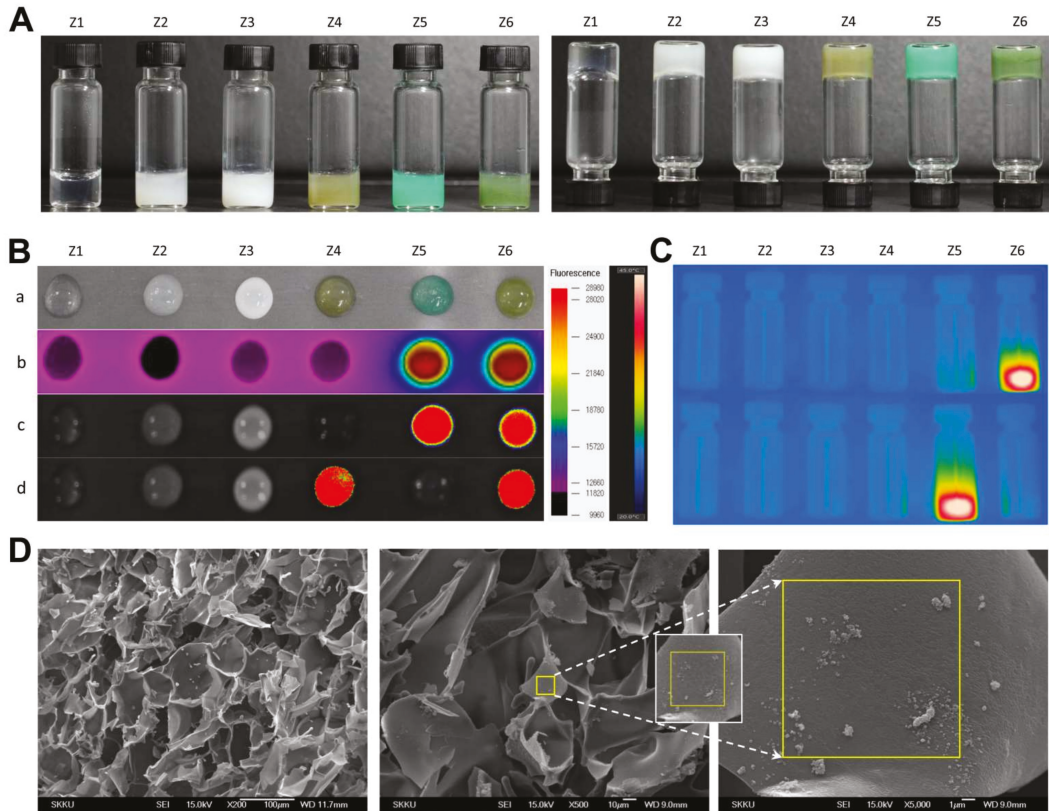 A
Z1 Z2 Z3 Z4 Z5 Z6
Z1 Z2 Z3 Z4 Z5 Z6
B
Z1 Z2 Z3 Z4 Z5 Z6
a
b
c
d
Fluorescence
28980
28020
24900
21840
18780
15720
12660
11820
9960
C
Z1 Z2 Z3 Z4 Z5 Z6
D
SKKU SEI 15.0kV X200 100µm WD 11.7mm
SKKU SEI 15.0kV X500 10µm WD 9.0mm
SKKU SEI 15.0kV X5,000 1µm WD 9.0mm